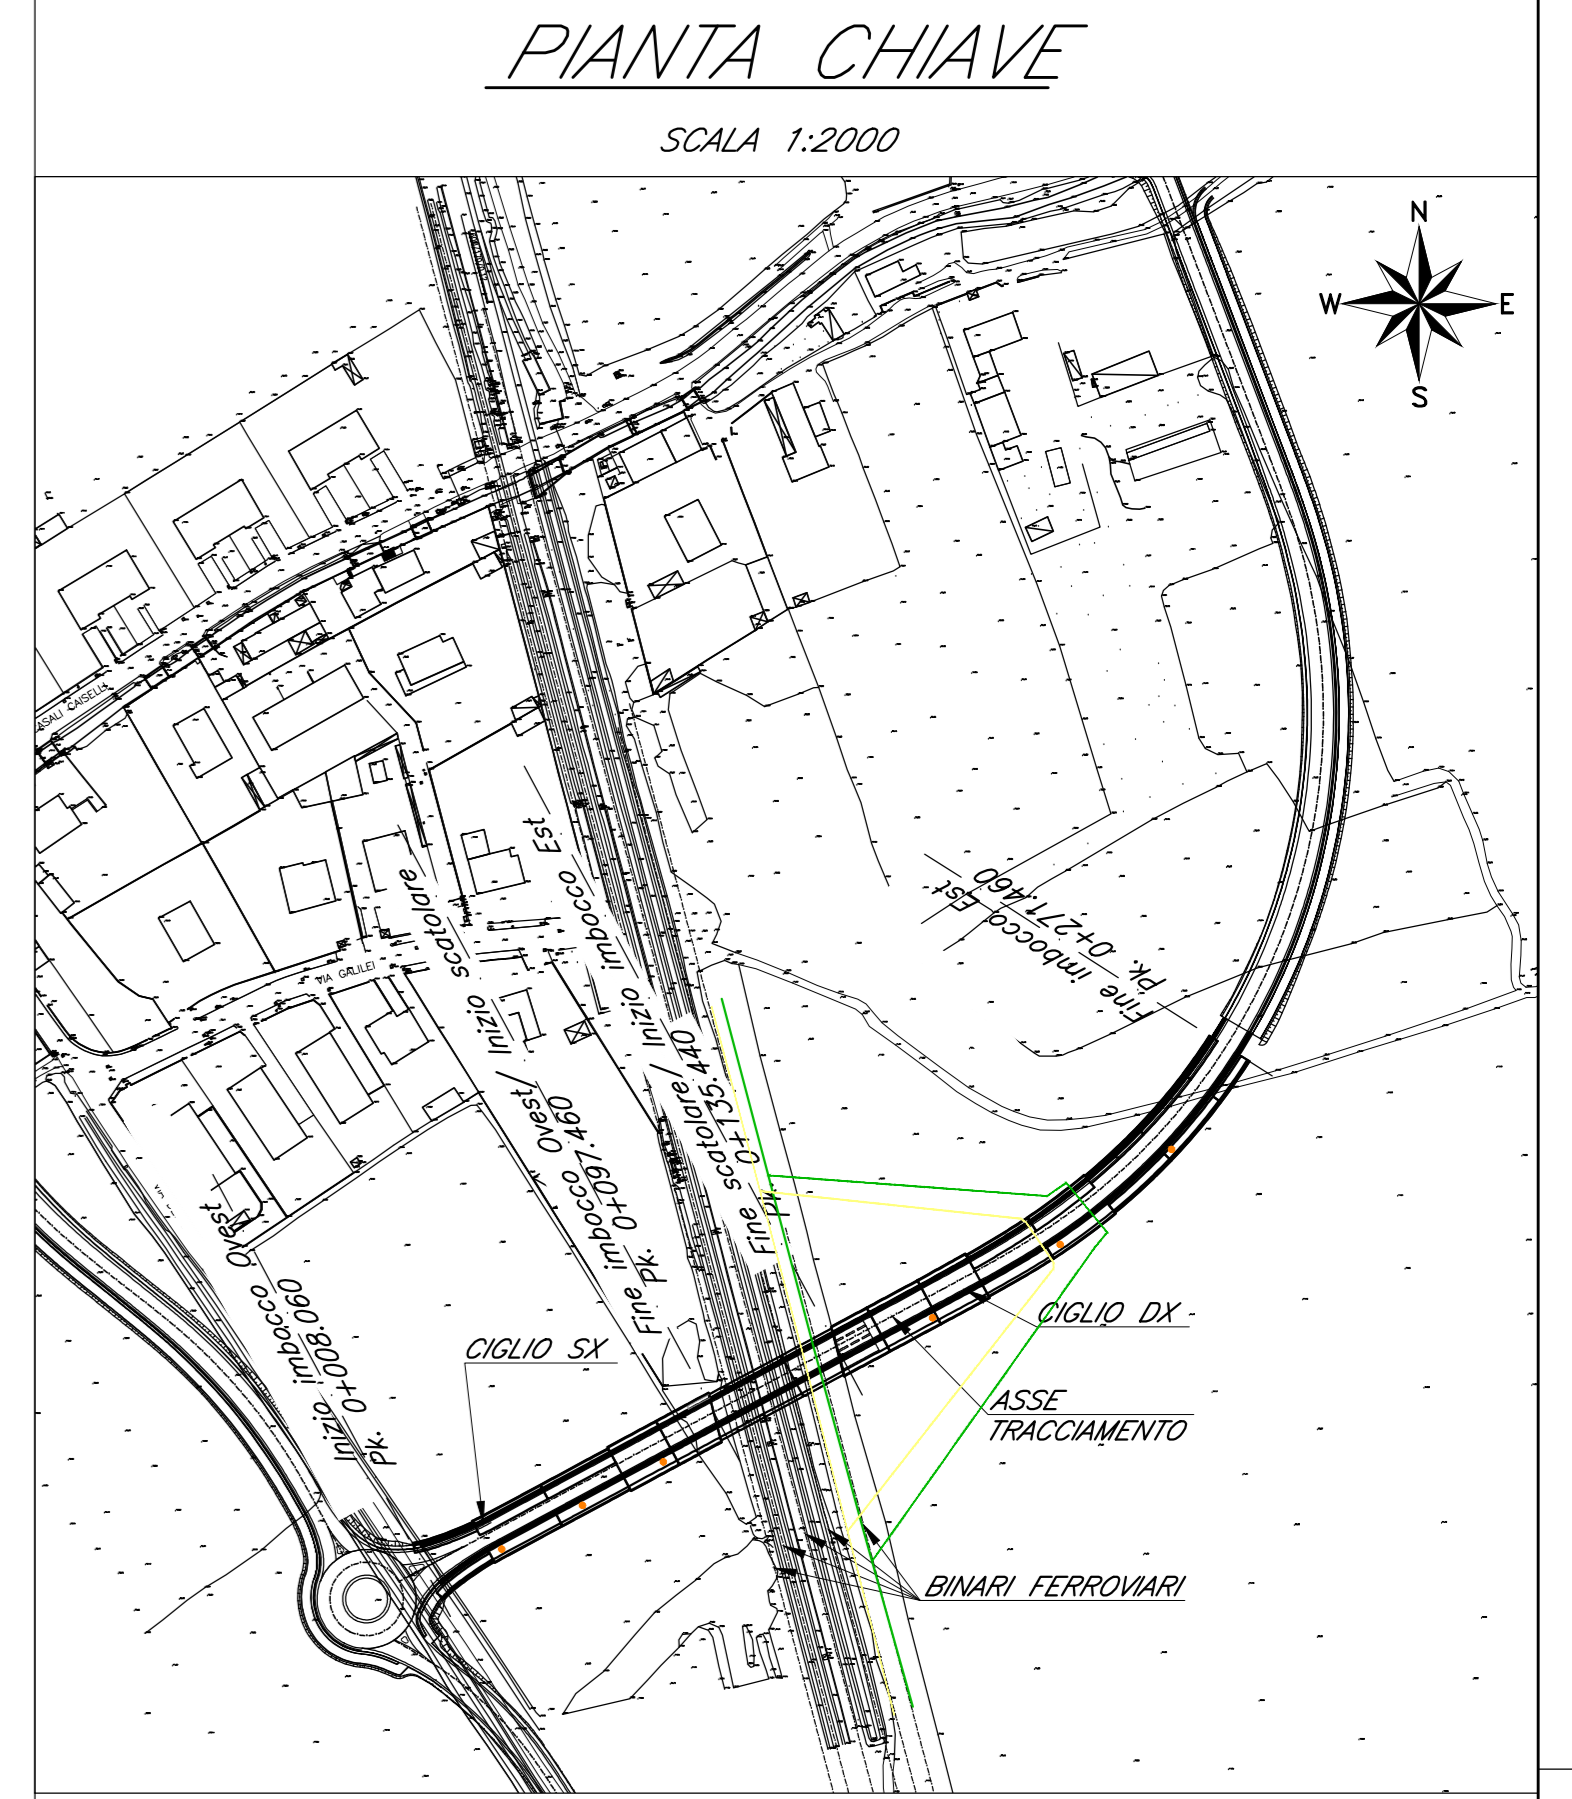 PIANTA CHIAVE
SCALA 1:2000
N
W
E
S
ASALI CAISELLI
VIA GALILEI
Inizio imbocco Ovest
Pk. 0+008.060
Fine imbocco Ovest/ Inizio scatolare
Pk. 0+097.460
Fine scatolare/ Inizio imbocco Est
Pk. 0+135.440
Fine imbocco Est
Pk. 0+271.460
CIGLIO SX
CIGLIO DX
ASSE
TRACCIAMENTO
BINARI FERROVIARI